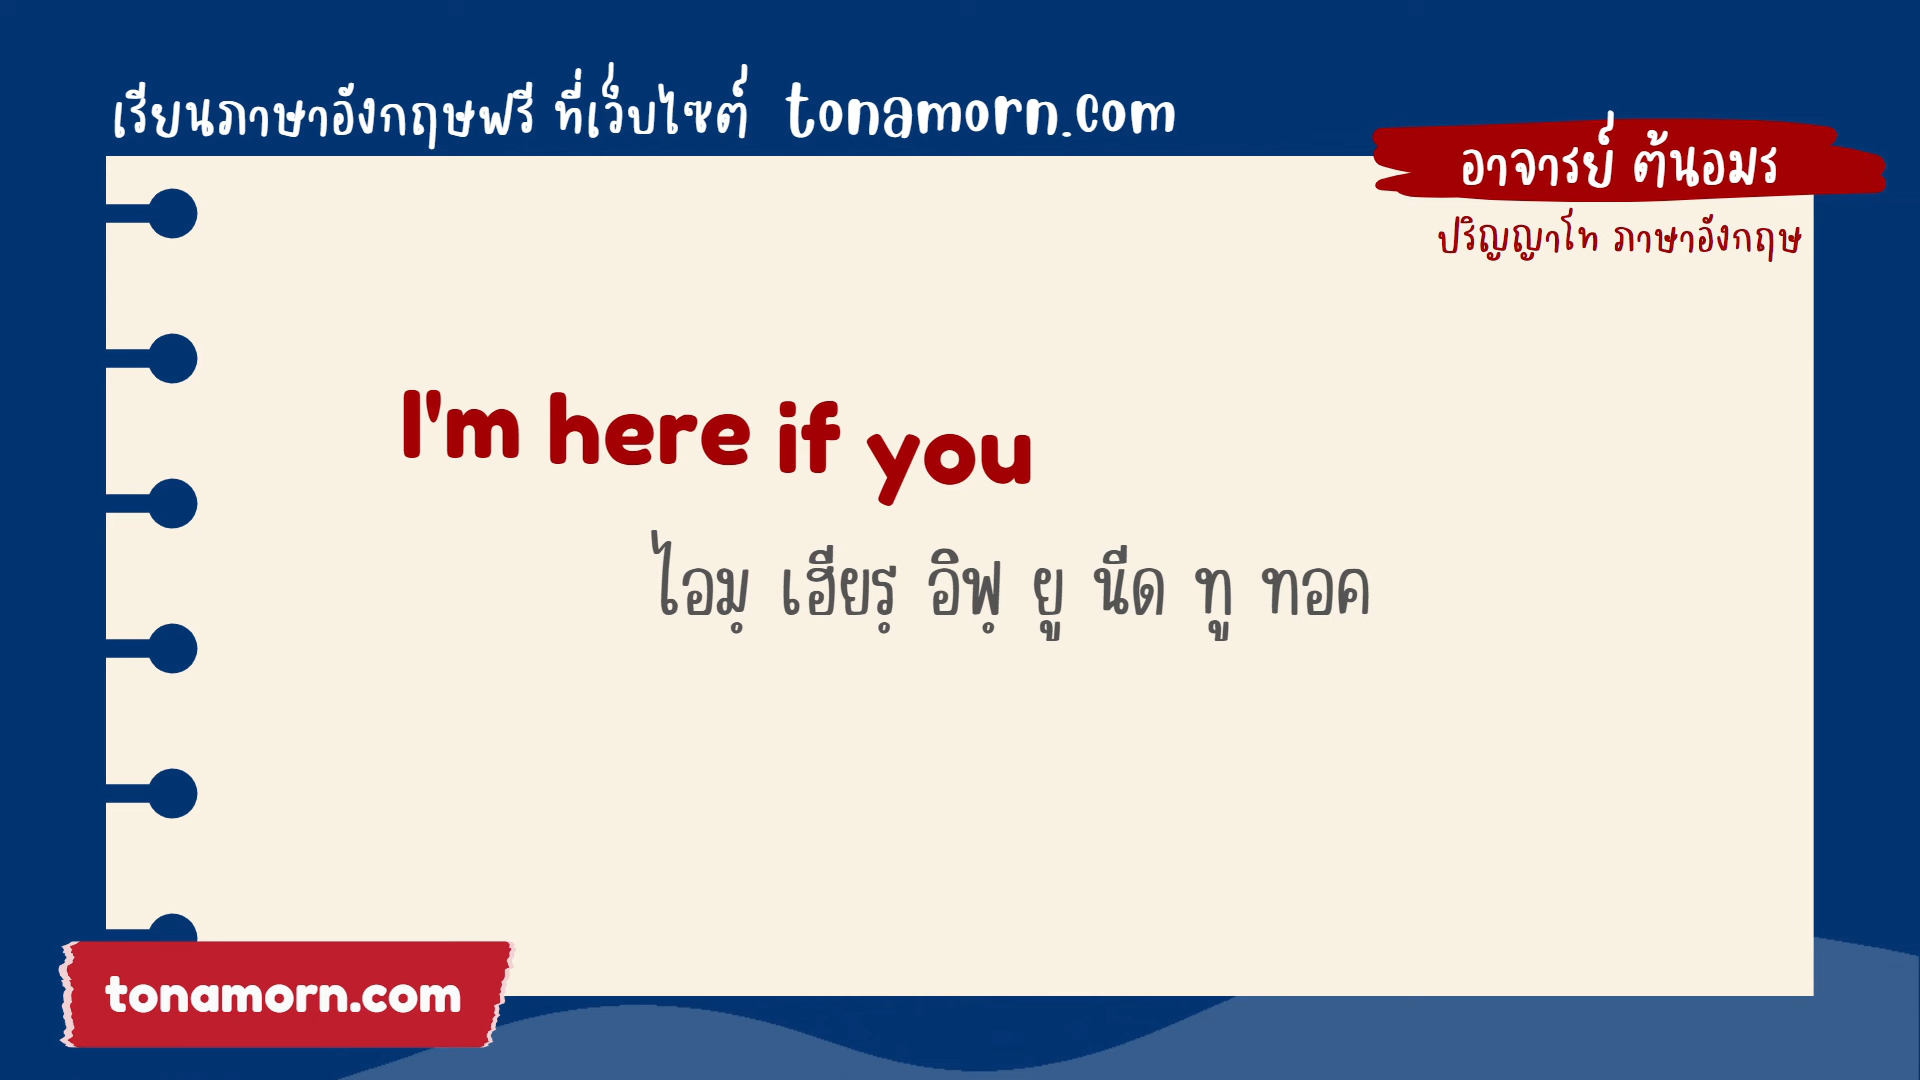 เรียนภาษาอังกฤษฟรี ที่เว็บไซต์ tonamorn.com
อาจารย์ ต้นอมร
ปริญญาโท ภาษาอังกฤษ
I'm here if you
ไอมฺ เฮียรฺ อิฟฺ ยู นีด ทู ทอค
tonamorn.com